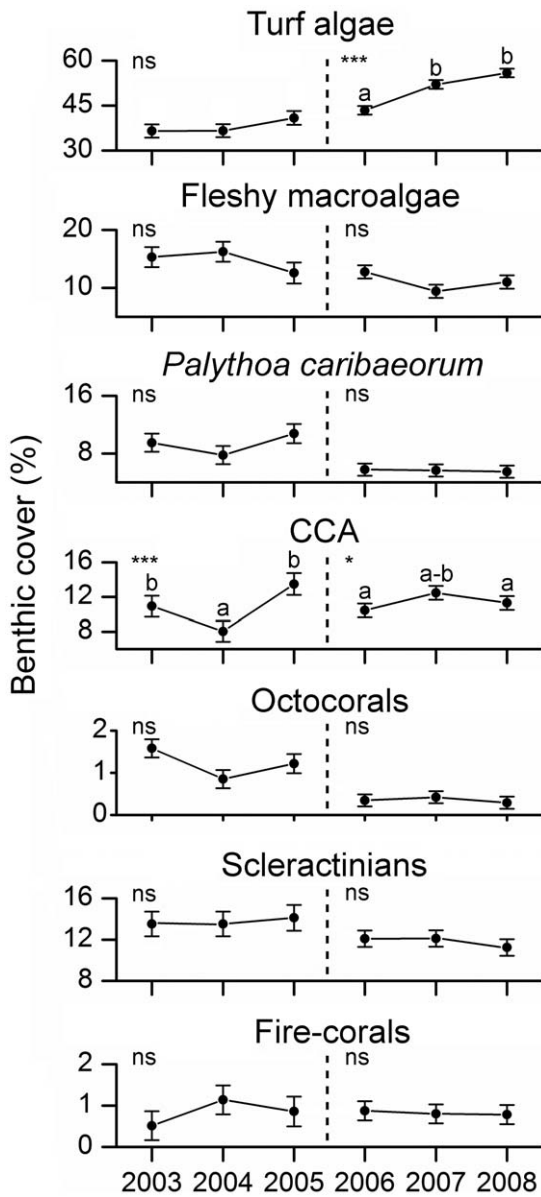 Turf algae
60
45
30
ns
***
a
b
b
Fleshy macroalgae
20
10
ns
ns
Palythoa caribaeorum
16
8
ns
ns
CCA
16
12
8
***
b
a
b
*
a
a-b
a
Octocorals
2
1
0
ns
ns
Scleractinians
16
12
8
ns
ns
Fire-corals
2
1
0
ns
ns
2003 2004 2005 2006 2007 2008
Benthic cover (%)